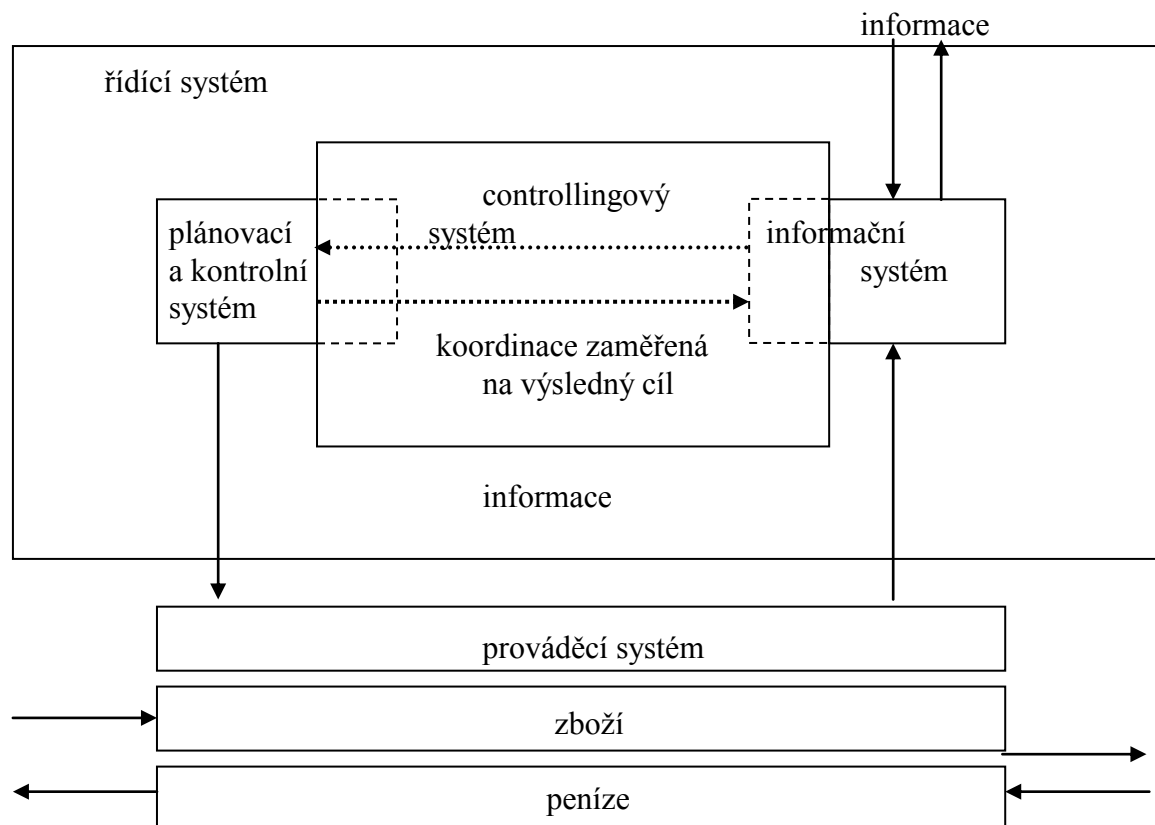 informace
řídící systém
controllingový
systém
plánovací
a kontrolní
systém
informační
systém
koordinace zaměřená
na výsledný cíl
informace
prováděcí systém
zboží
peníze